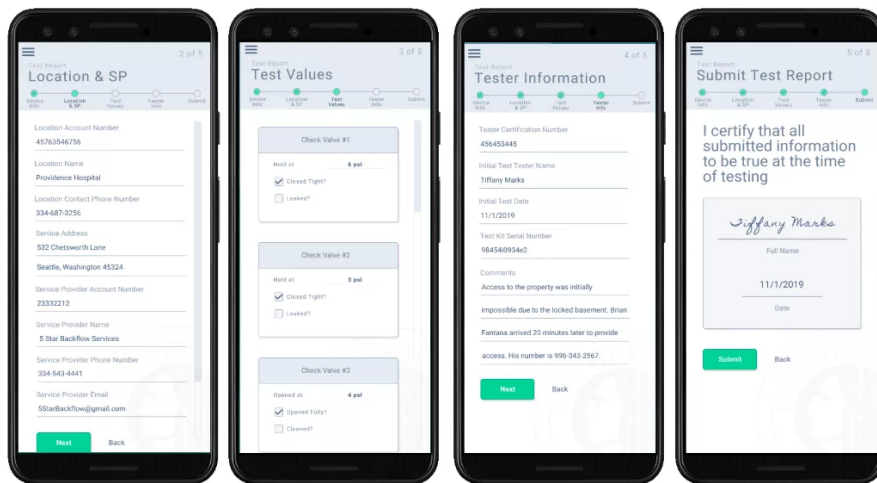 2 of 5
Test Report
Location & SP
Device Info
Location & SP
Test Values
Tester Info
Submit
Location Account Number
45763546756
Location Name
Providence Hospital
Location Contact Phone Number
334-687-3256
Service Address
532 Chetsworth Lane
Seattle, Washington 45324
Service Provider Account Number
23332212
Service Provider Name
5 Star Backflow Services
Service Provider Phone Number
334-543-4441
Service Provider Email
5StarBackflow@gmail.com
Next
Back
3 of 5
Test Report
Test Values
Device Info
Location & SP
Test Values
Tester Info
Submit
Check Valve #1
Held at 6 psi
Closed Tight?
Leaked?
Check Valve #2
Held at 3 psi
Closed Tight?
Leaked?
Check Valve #3
Opened at 4 psi
Opened Fully?
Cleaned?
4 of 5
Test Report
Tester Information
Device Info
Location & SP
Test Values
Tester Info
Submit
Tester Certification Number
456453445
Initial Test Tester Name
Tiffany Marks
Initial Test Date
11/1/2019
Test Kit Serial Number
98454i0934e2
Comments
Access to the property was initially
impossible due to the locked basement. Brian
Fantana arrived 20 minutes later to provide
access. His number is 996-343-2567.
Next
Back
5 of 5
Test Report
Submit Test Report
Device Info
Location & SP
Test Values
Tester Info
Submit
I certify that all
submitted information
to be true at the time
of testing
Tiffany Marks
Full Name
11/1/2019
Date
Submit
Back